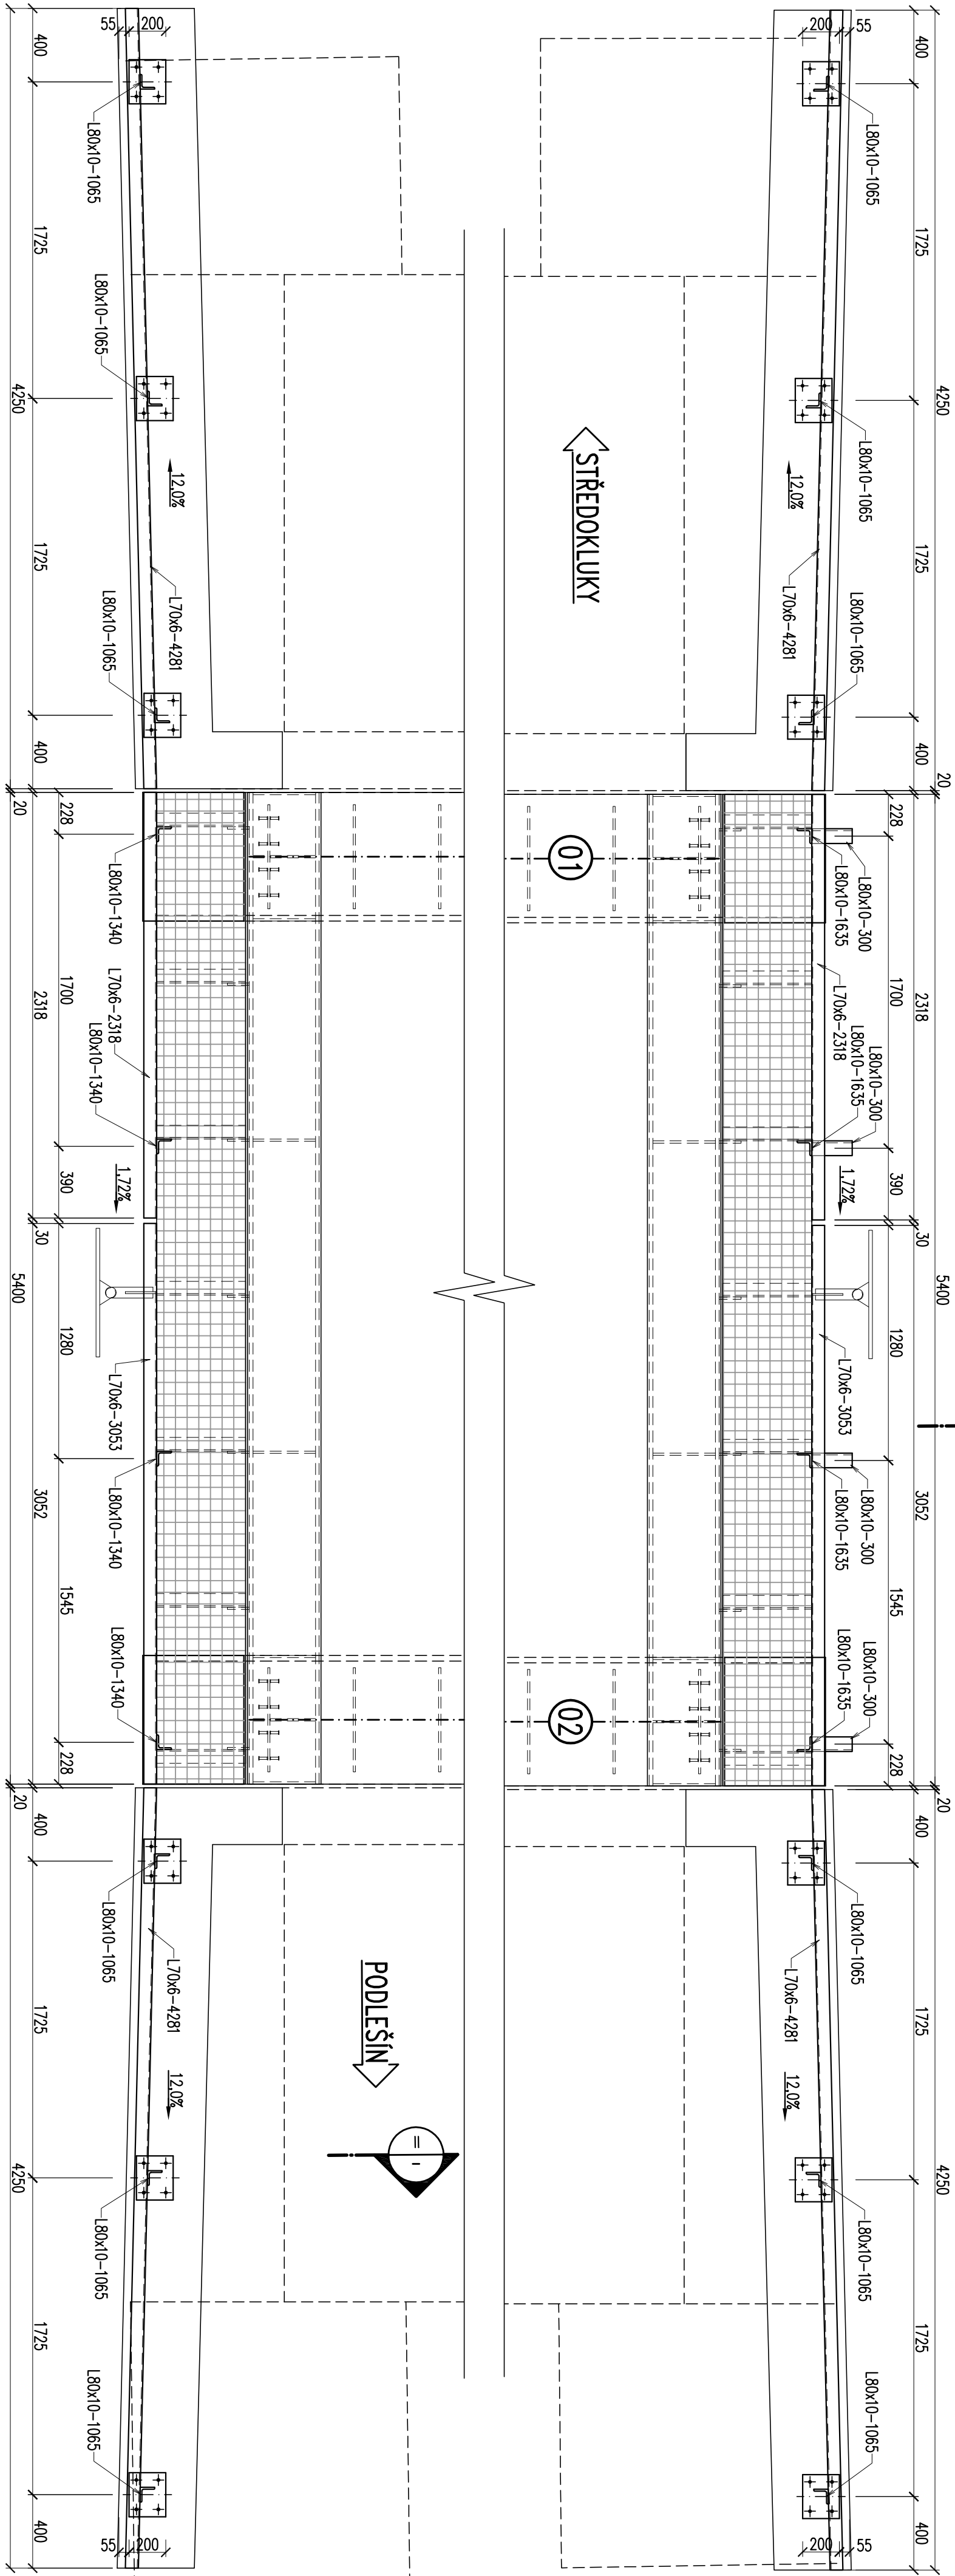 4250
20
5400
20
4250
400
1725
1725
400
2318
30
3052
400
1725
1725
400
228
1700
390
1280
1545
228
55
200
55
200
L80x10-1065
L80x10-1065
L80x10-1065
L80x10-300
L80x10-1635
L80x10-300
L80x10-1635
L80x10-300
L80x10-1635
L80x10-300
L80x10-1635
L80x10-1065
L80x10-1065
L80x10-1065
12,0%
L70x6-4281
L70x6-2318
1,72%
L70x6-3053
L70x6-4281
12,0%
STŘEDOKLUKY
01
02
PODLEŠÍN
12,0%
L70x6-4281
L70x6-2318
1,72%
L70x6-3053
L70x6-4281
12,0%
L80x10-1065
L80x10-1065
L80x10-1065
L80x10-1340
L80x10-1340
L80x10-1340
L80x10-1340
L80x10-1065
L80x10-1065
L80x10-1065
55
200
55
200
228
1700
390
1280
1545
228
400
1725
1725
400
2318
30
3052
400
1725
1725
400
4250
20
5400
20
4250